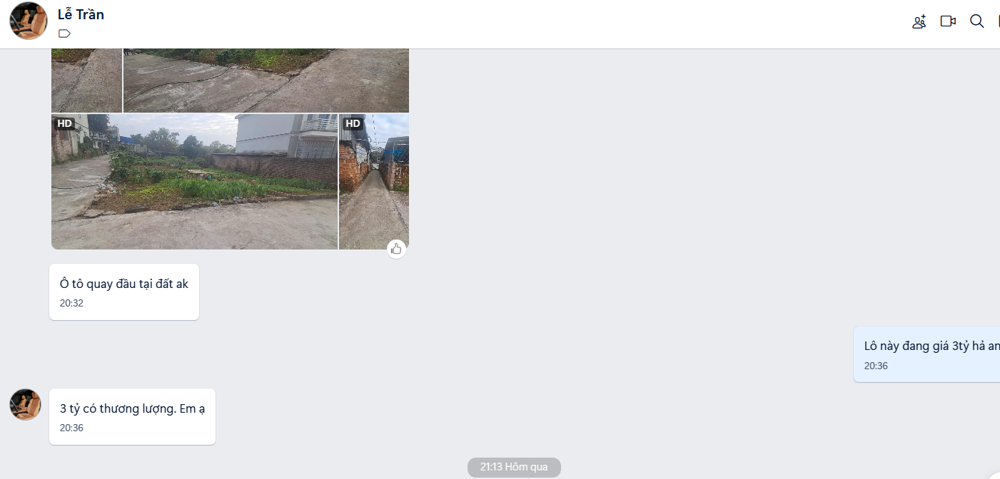 Lễ Trần
HD
HD
Ô tô quay đầu tại đất ak
20:32
Lô này đang giá 3tỷ hả an
20:36
3 tỷ có thương lượng. Em ạ
20:36
21:13 Hôm qua